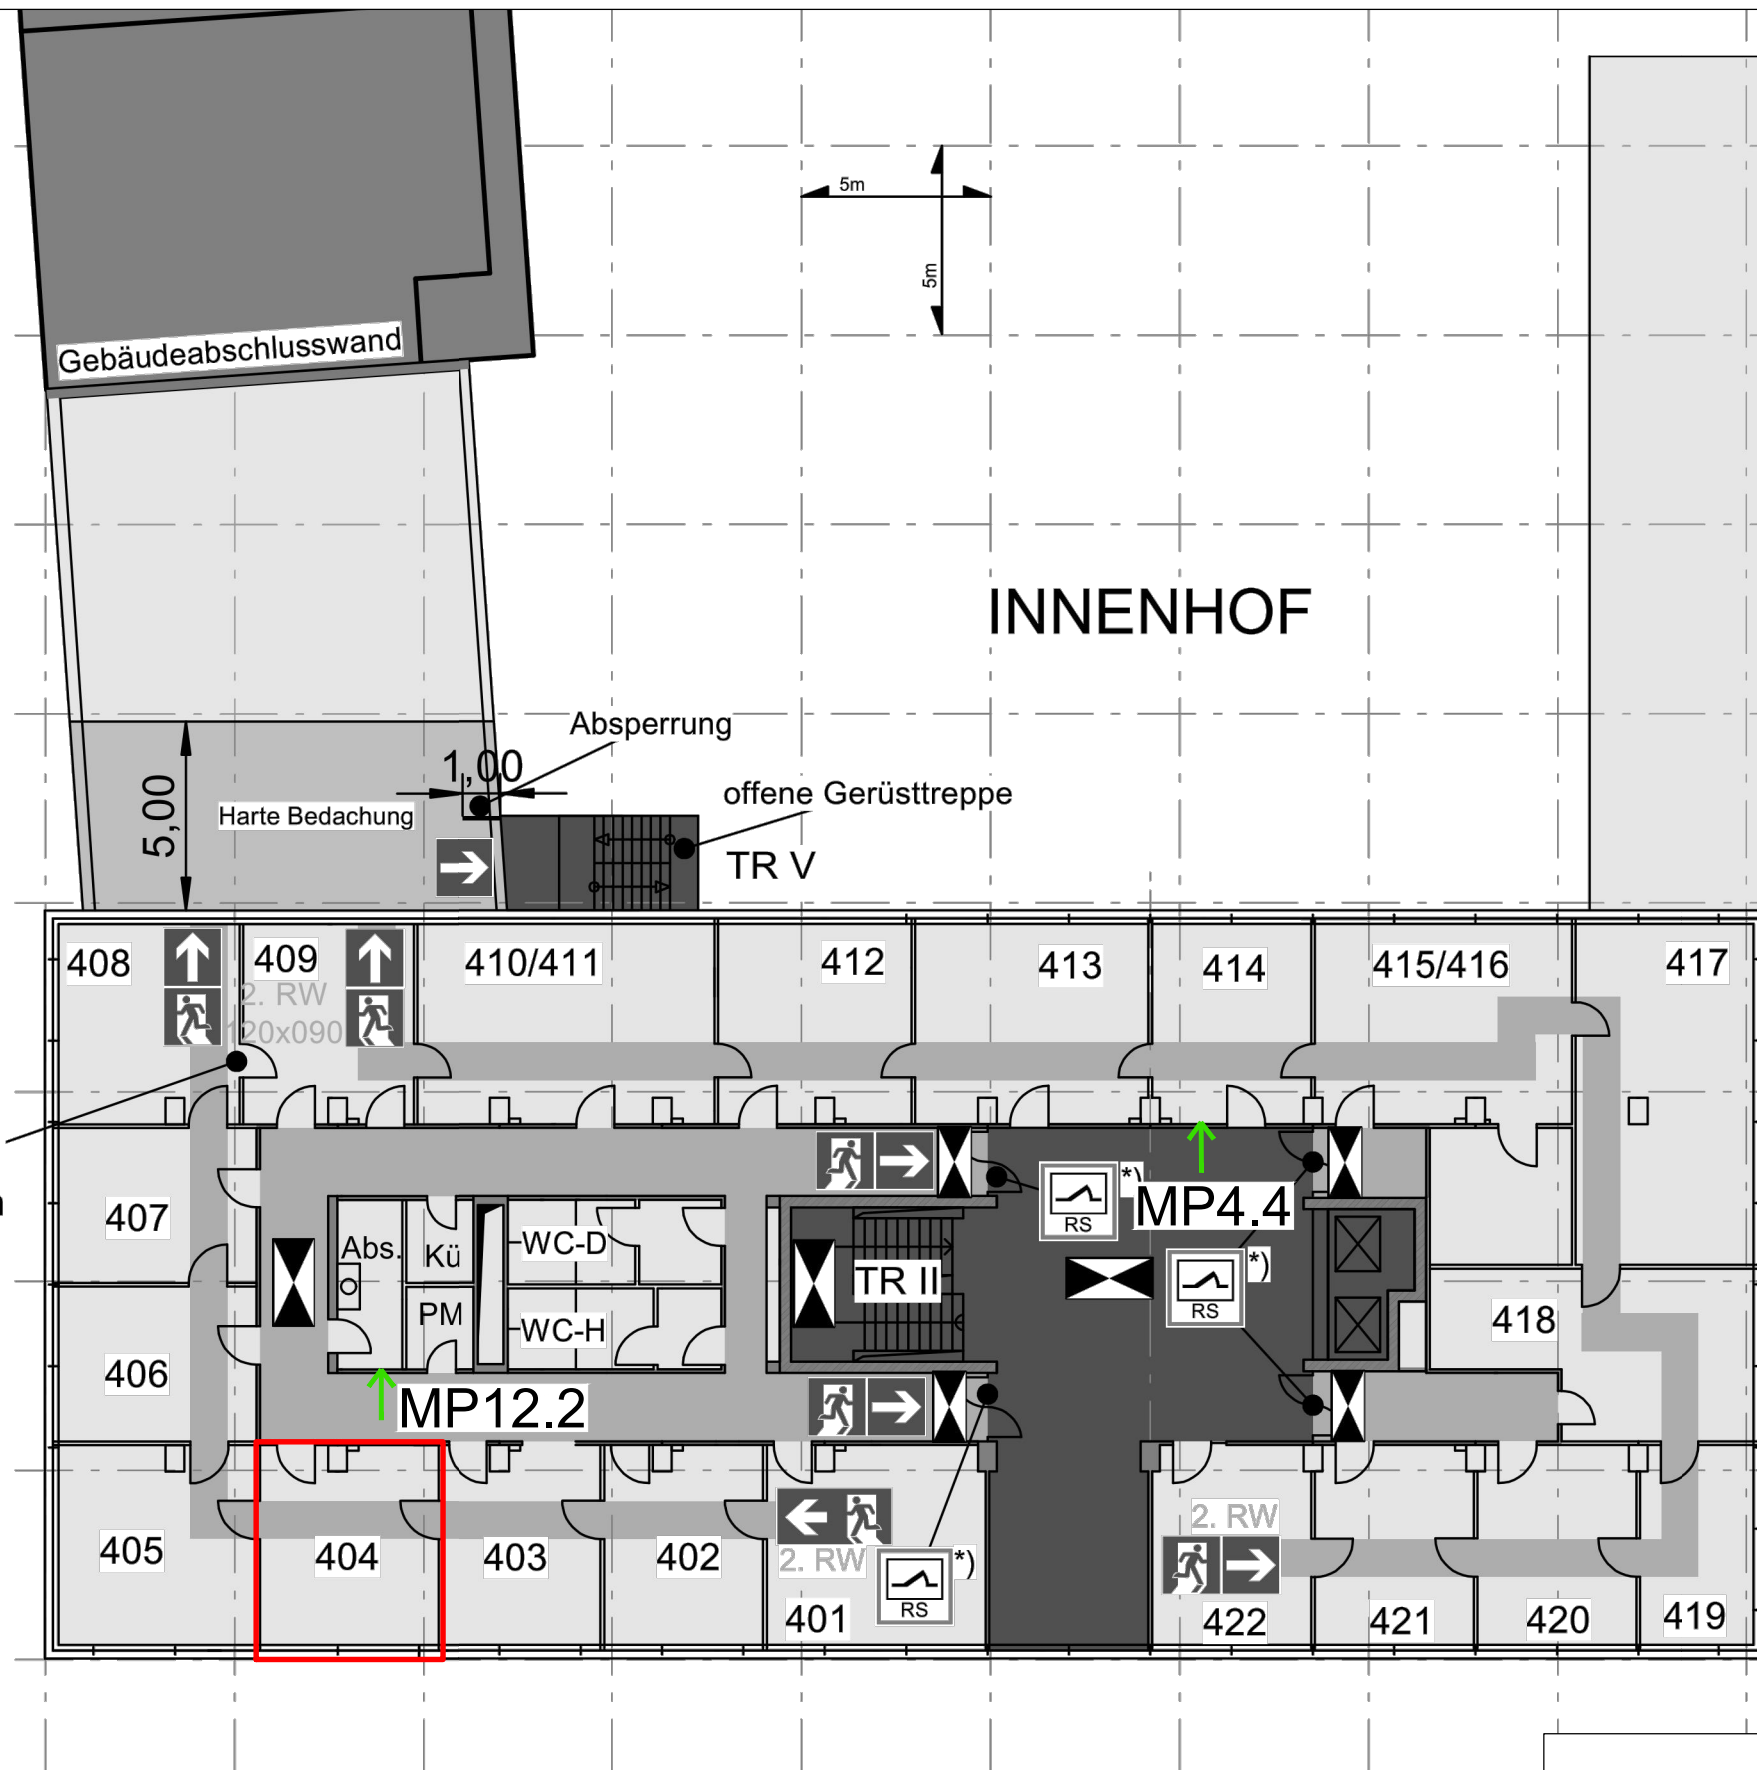 5m
5m
Gebäudeabschlusswand
INNENHOF
Absperrung
1,00
5,00
Harte Bedachung
offene Gerüsttreppe
TR V
408
409
410/411
412
413
414
415/416
417
2. RW
120x090
407
Abs.
Kü
WC-D
RS
*)
MP4.4
TR II
*)
RS
PM
WC-H
418
406
MP12.2
405
404
403
402
2. RW
RS
*)
401
2. RW
422
421
420
419